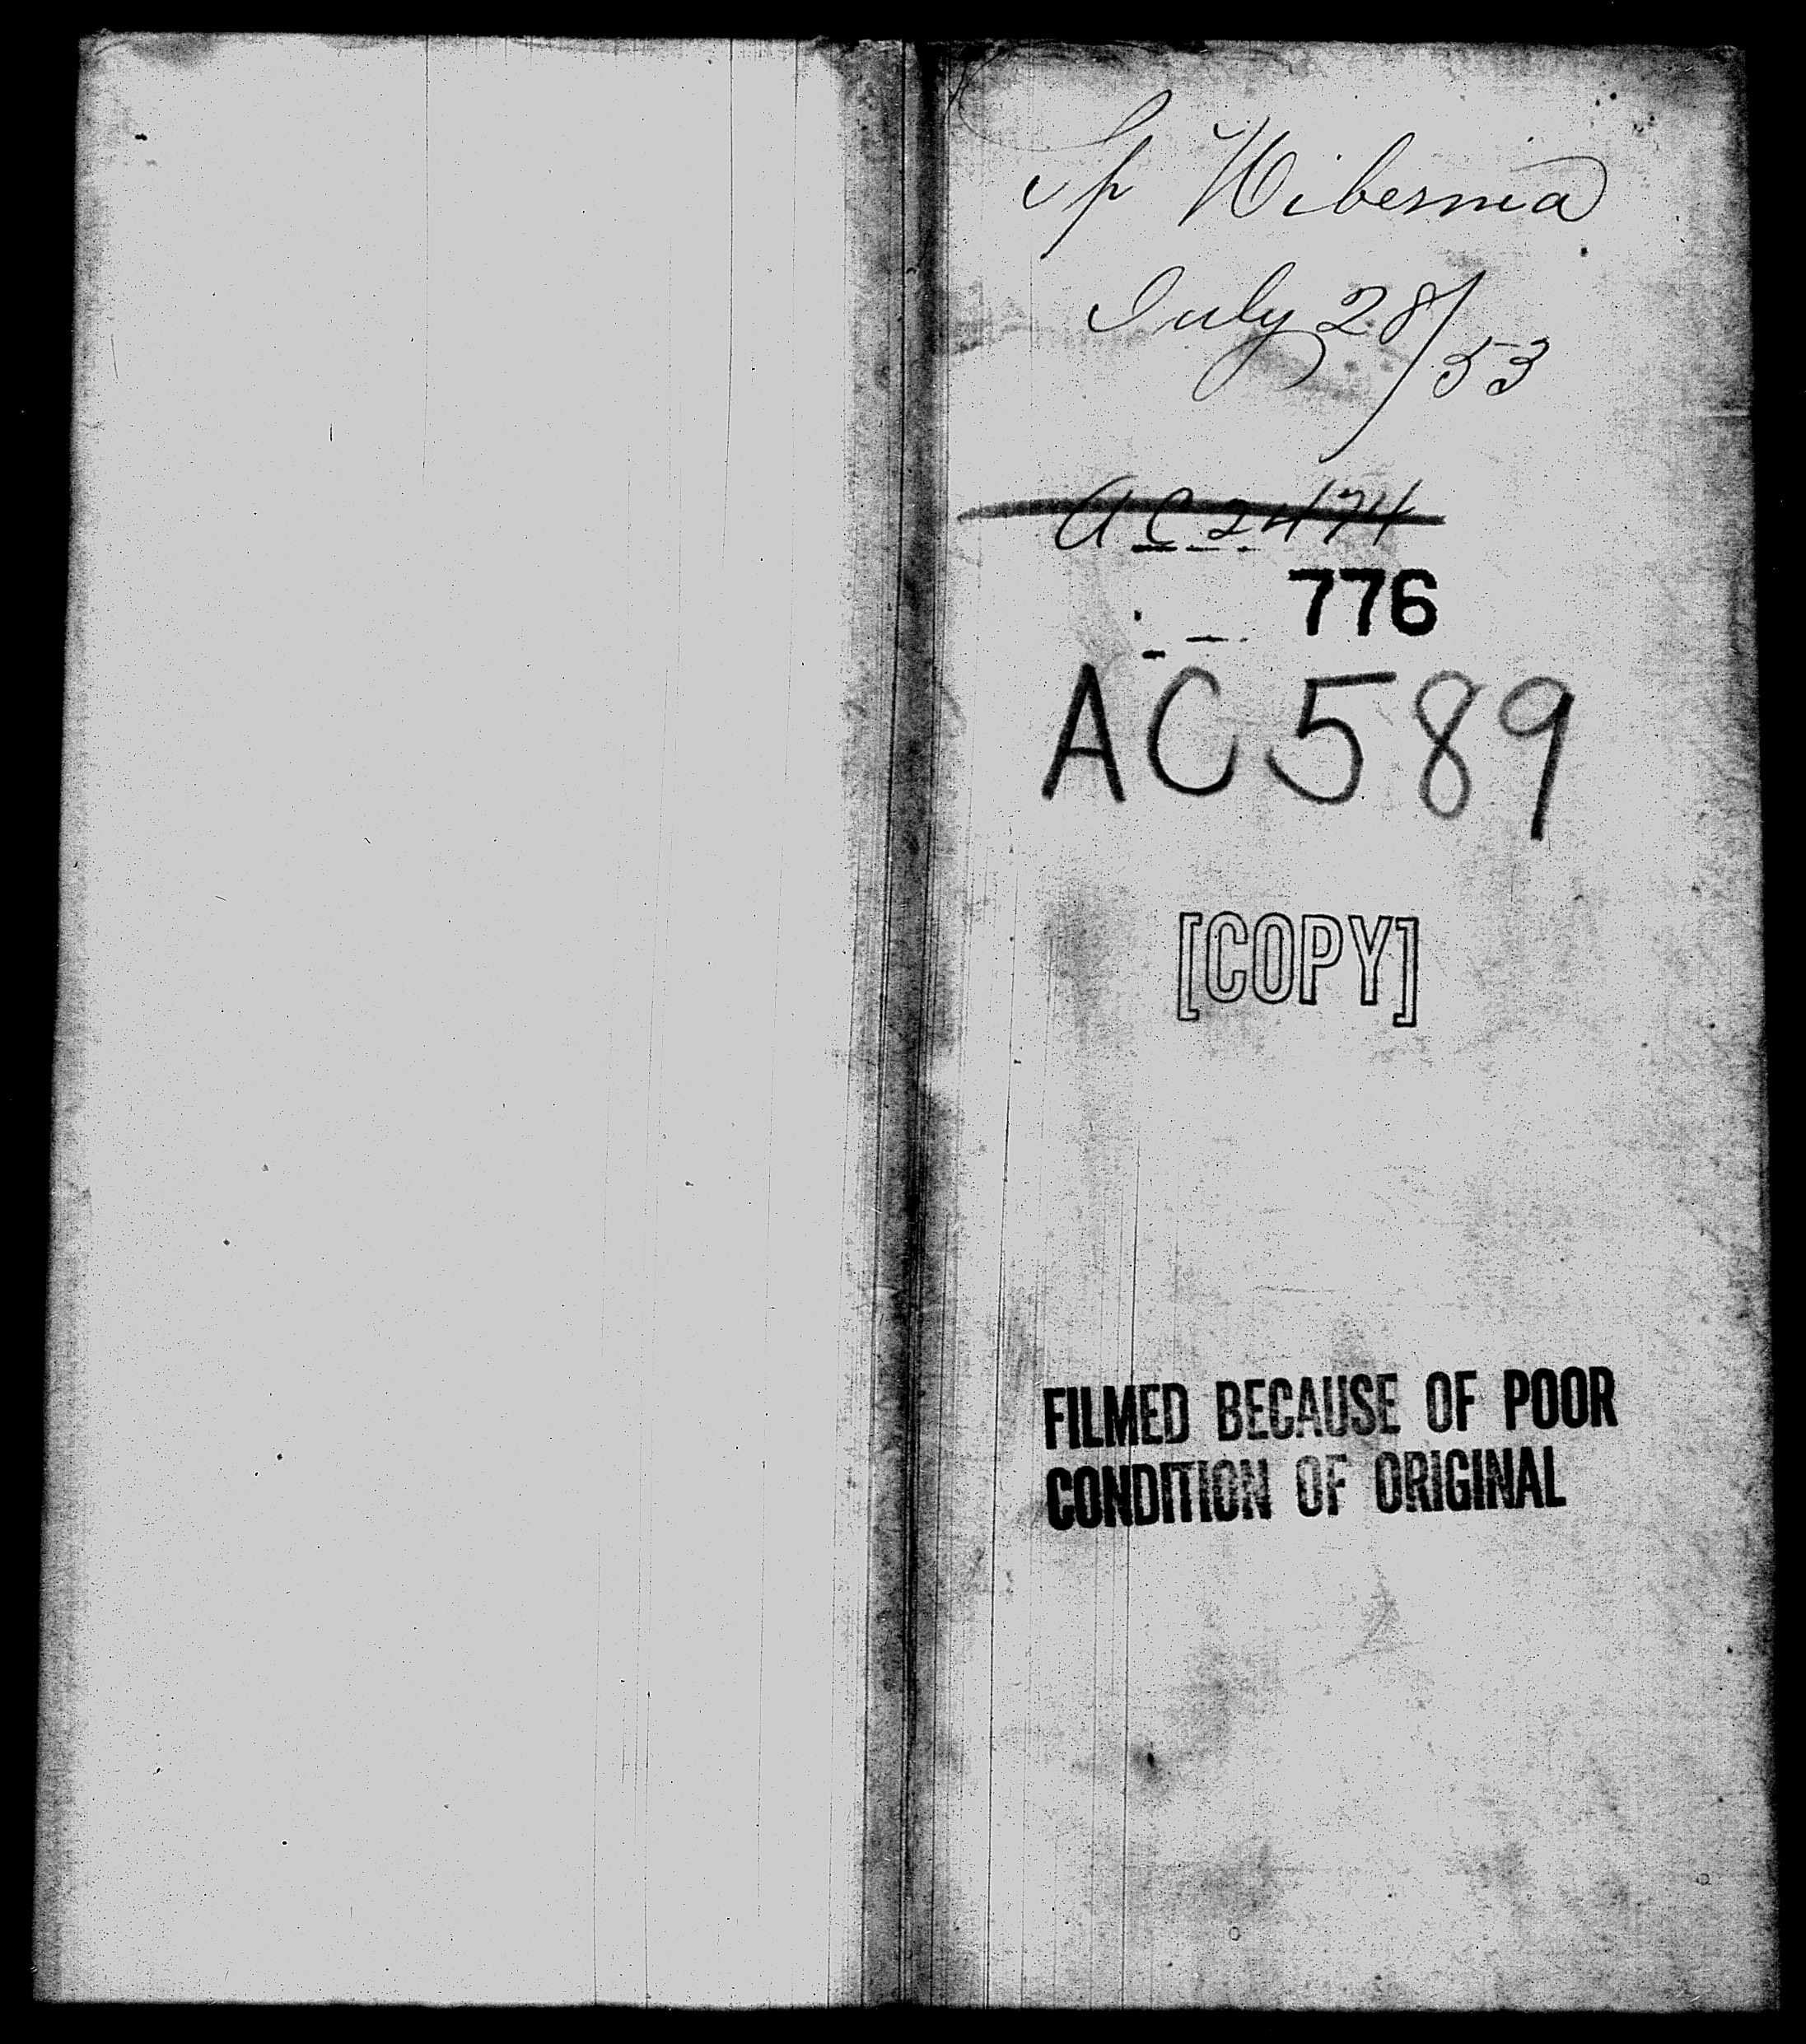 Sp Hibernia
July 28/53
AC 2474
776
AC 589
[COPY]
FILMED BECAUSE OF POOR
CONDITION OF ORIGINAL